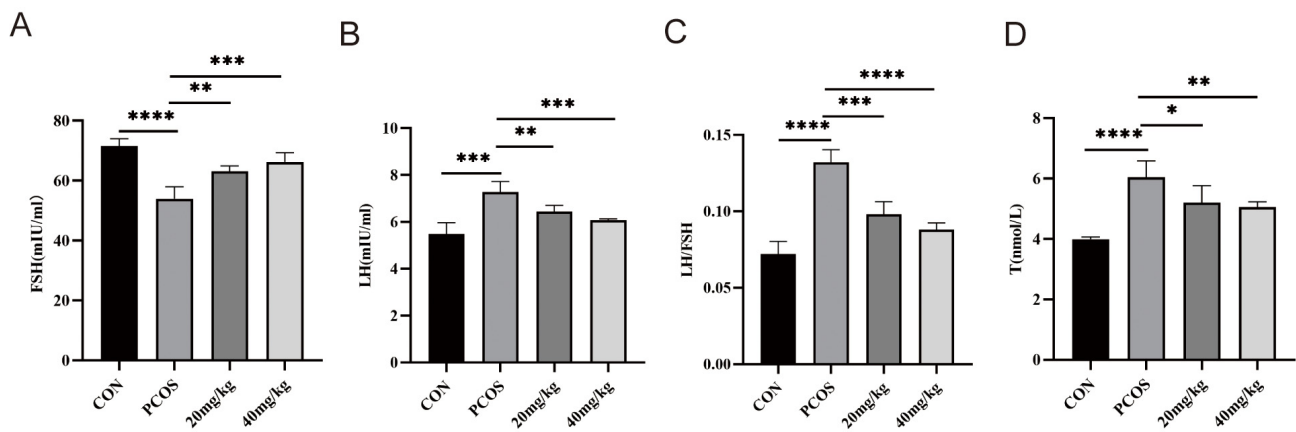 A
FSH(mIU/ml)
80
60
40
20
0
****
**
***
CON
PCOS
20mg/kg
40mg/kg
B
LH(mIU/ml)
10
8
6
4
2
0
***
**
***
CON
PCOS
20mg/kg
40mg/kg
C
LH/FSH
0.15
0.10
0.05
0.00
****
***
****
CON
PCOS
20mg/kg
40mg/kg
D
T(nmol/L)
8
6
4
2
0
****
*
**
CON
PCOS
20mg/kg
40mg/kg